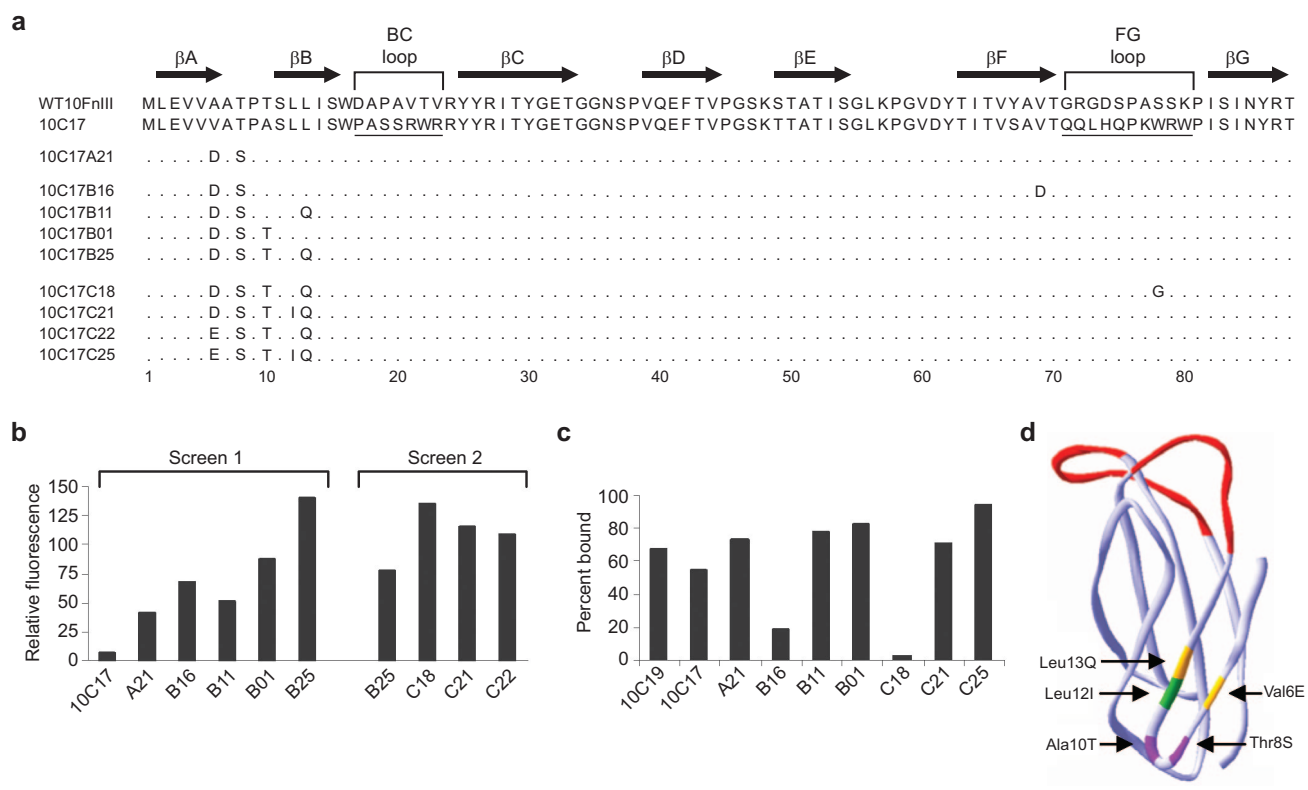 a
BC loop
FG loop
βA βB βC βD βE βF βG
WT10FnIII MLEVVAATPTSLLISWDAPAVTVRYYRITYGETGGNSPVQEFTVPGSKSTATISGLKPGVDYTITVYAVTGRGDSPASSKPISINYRT
10C17 MLEVVVATPASLLISWPASSRWRRYYRITYGETGGNSPVQEFTVPGSKTTATISGLKPGVDYTITVSAVTQQLHQPKWRWPISINYRT
10C17A21 .....D.S................................................................................
10C17B16 .....D.S............................................................D...................
10C17B11 .....D.S....Q...........................................................................
10C17B01 .....D.S.T..............................................................................
10C17B25 .....D.S.T..Q...........................................................................
10C17C18 .....D.S.T..Q................................................................G..........
10C17C21 .....D.S.T.IQ...........................................................................
10C17C22 .....E.S.T..Q...........................................................................
10C17C25 .....E.S.T.IQ...........................................................................
1 10 20 30 40 50 60 70 80
b
Screen 1 Screen 2
Relative fluorescence
150
125
100
75
50
25
0
10C17 A21 B16 B11 B01 B25 B25 C18 C21 C22
c
Percent bound
100
80
60
40
20
0
10C19 10C17 A21 B16 B11 B01 C18 C21 C25
d
Leu13Q
Leu12I Val6E
Ala10T Thr8S